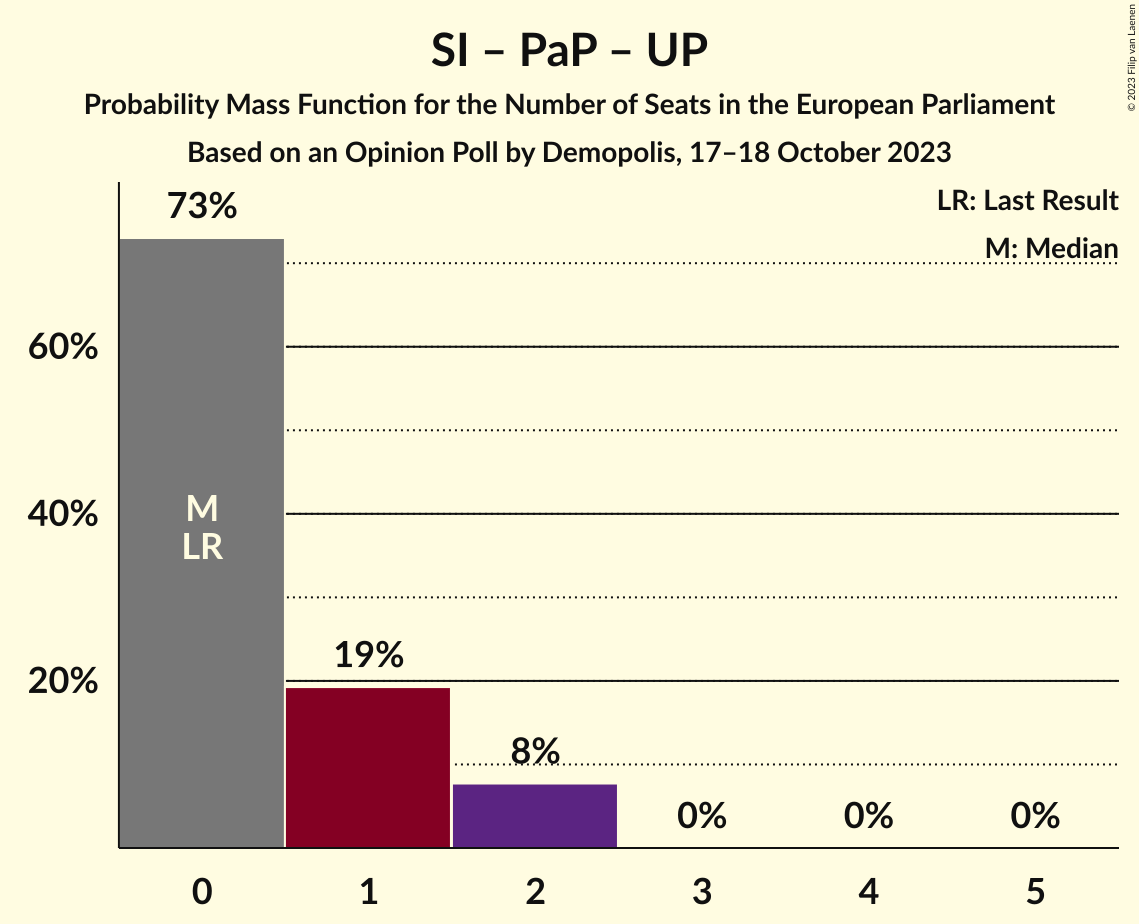 SI – PaP – UP
Probability Mass Function for the Number of Seats in the European Parliament
Based on an Opinion Poll by Demopolis, 17–18 October 2023
© 2023 Filip van Laenen
LR: Last Result
M: Median
73%
60%
40%
20%
M
LR
19%
8%
0%
0%
0%
0
1
2
3
4
5